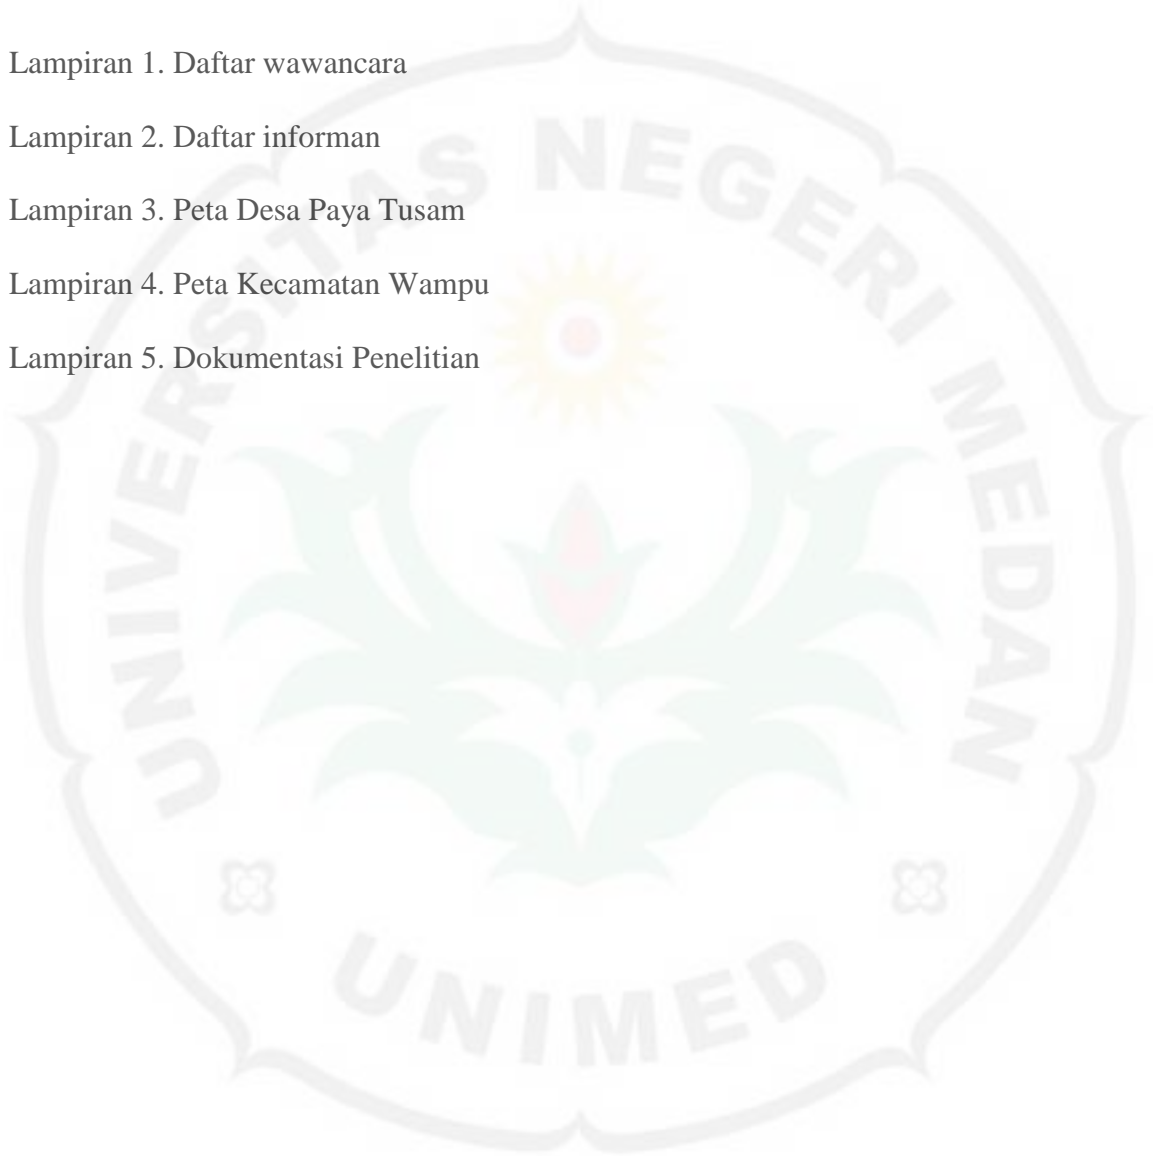 Lampiran 1. Daftar wawancara
Lampiran 2. Daftar informan
Lampiran 3. Peta Desa Paya Tusam
Lampiran 4. Peta Kecamatan Wampu
Lampiran 5. Dokumentasi Penelitian
UNIVERSITAS NEGERI MEDAN
UNIMED